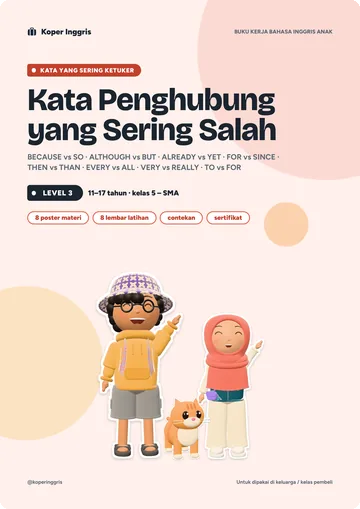 Koper Inggris
BUKU KERJA BAHASA INGGRIS ANAK
KATA YANG SERING KETUKER
Kata Penghubung
yang Sering Salah
BECAUSE vs SO · ALTHOUGH vs BUT · ALREADY vs YET · FOR vs SINCE ·
THEN vs THAN · EVERY vs ALL · VERY vs REALLY · TO vs FOR
LEVEL 3
11–17 tahun · kelas 5 – SMA
8 poster materi
8 lembar latihan
contekan
sertifikat
@koperinggris
Untuk dipakai di keluarga / kelas pembeli